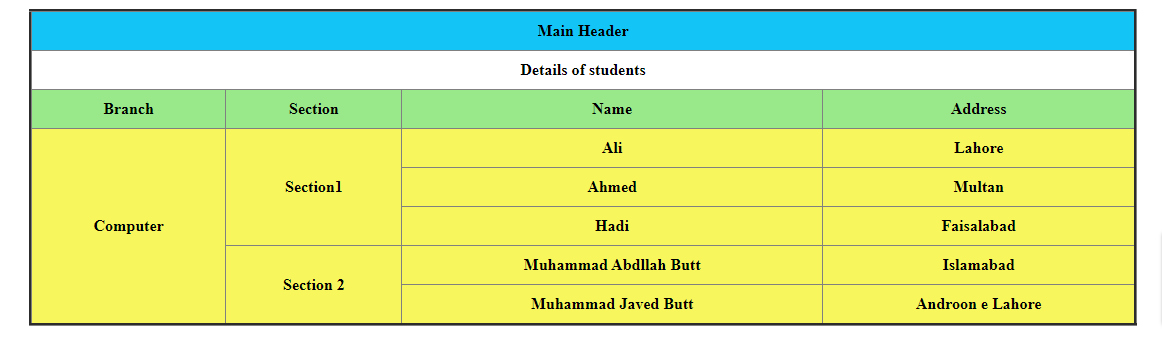 Main Header
Details of students
Branch Section Name Address
Ali Lahore
Section1 Ahmed Multan
Computer Hadi Faisalabad
Muhammad Abdllah Butt Islamabad
Section 2
Muhammad Javed Butt Androon e Lahore